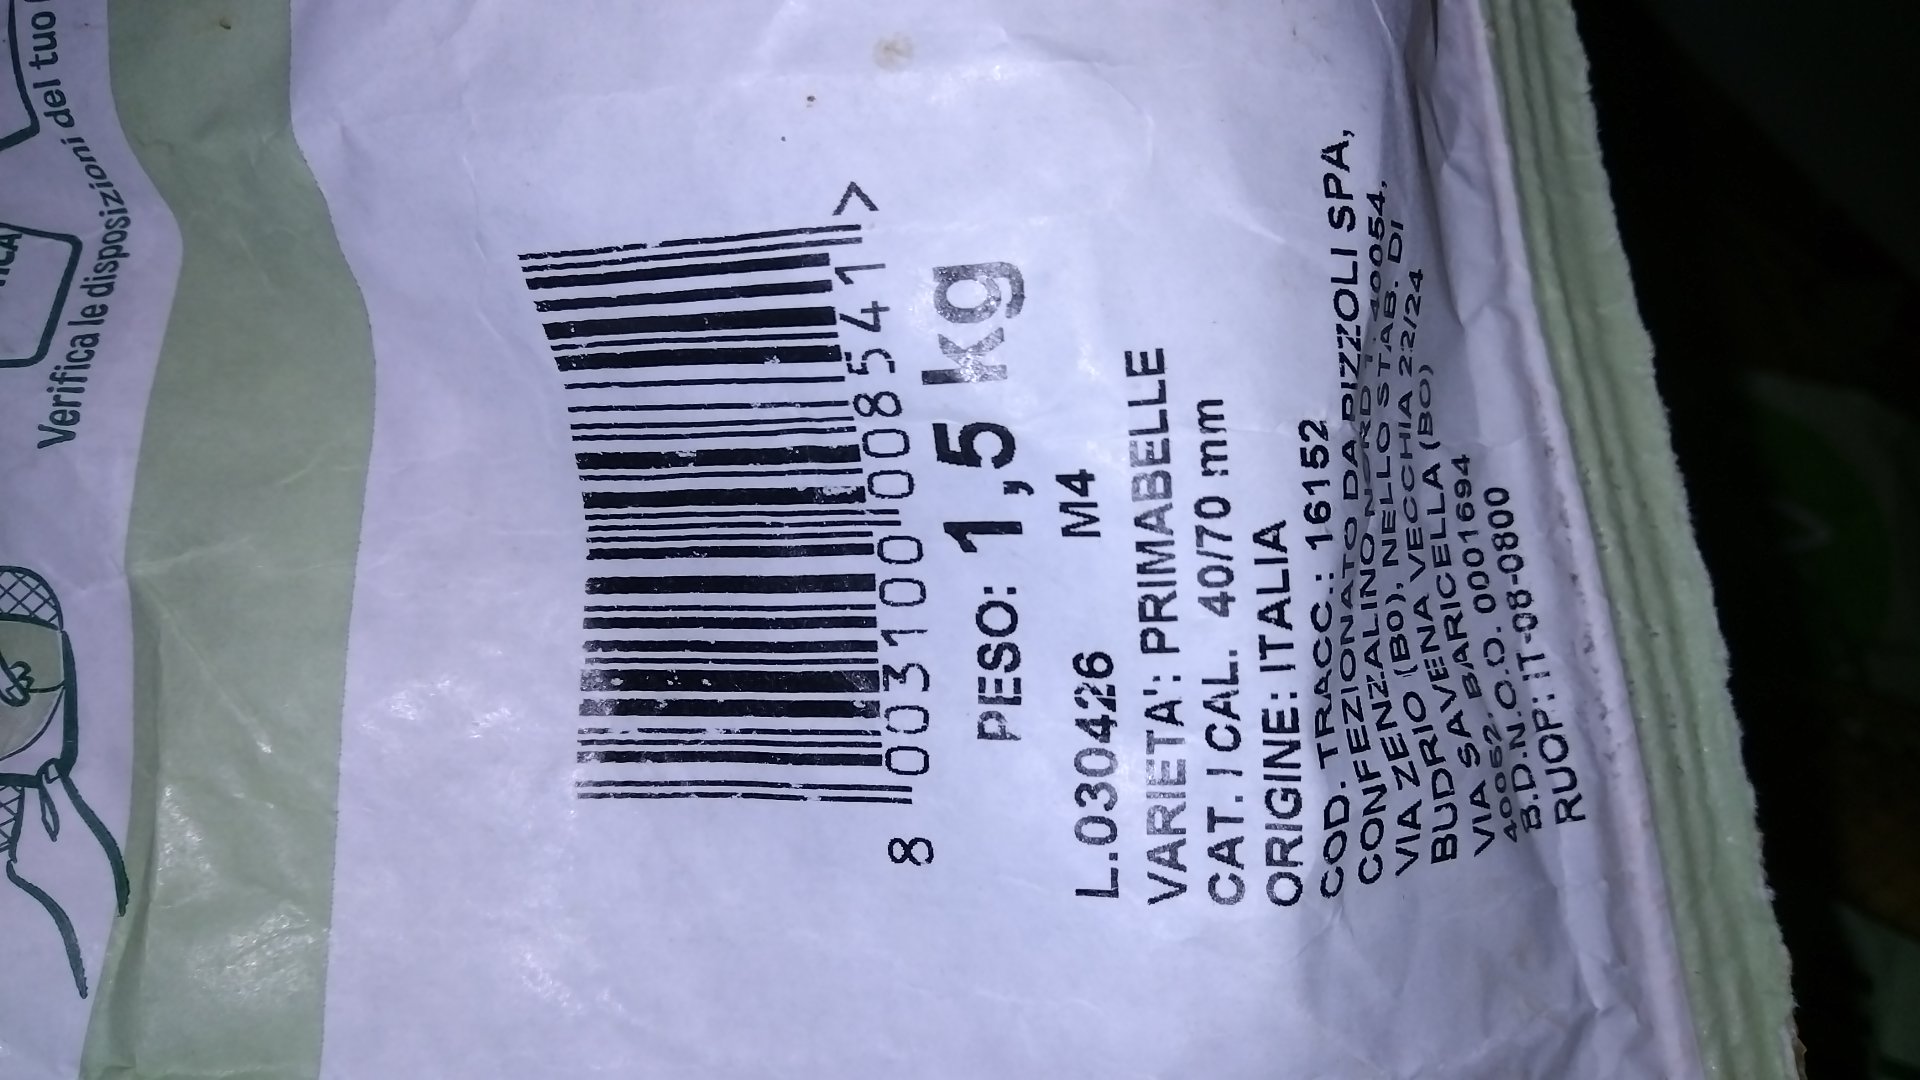 Verifica le disposizioni del tuo
8 003100 008541 >
PESO: 1,5 kg
L.030426 M4
VARIETA': PRIMABELLE
CAT. I CAL. 40/70 mm
ORIGINE: ITALIA
COD. TRACC.: 16152
CONFEZIONATO DA PIZZOLI SPA,
VIA ZENZALINO NORD 1, 40054,
BUDRIO (BO), NELLO STAB. DI
VIA SAVENA VECCHIA 22/24
40052, BARICELLA (BO)
B.D.N.O.O. 0001694
RUOP: IT-08-0800